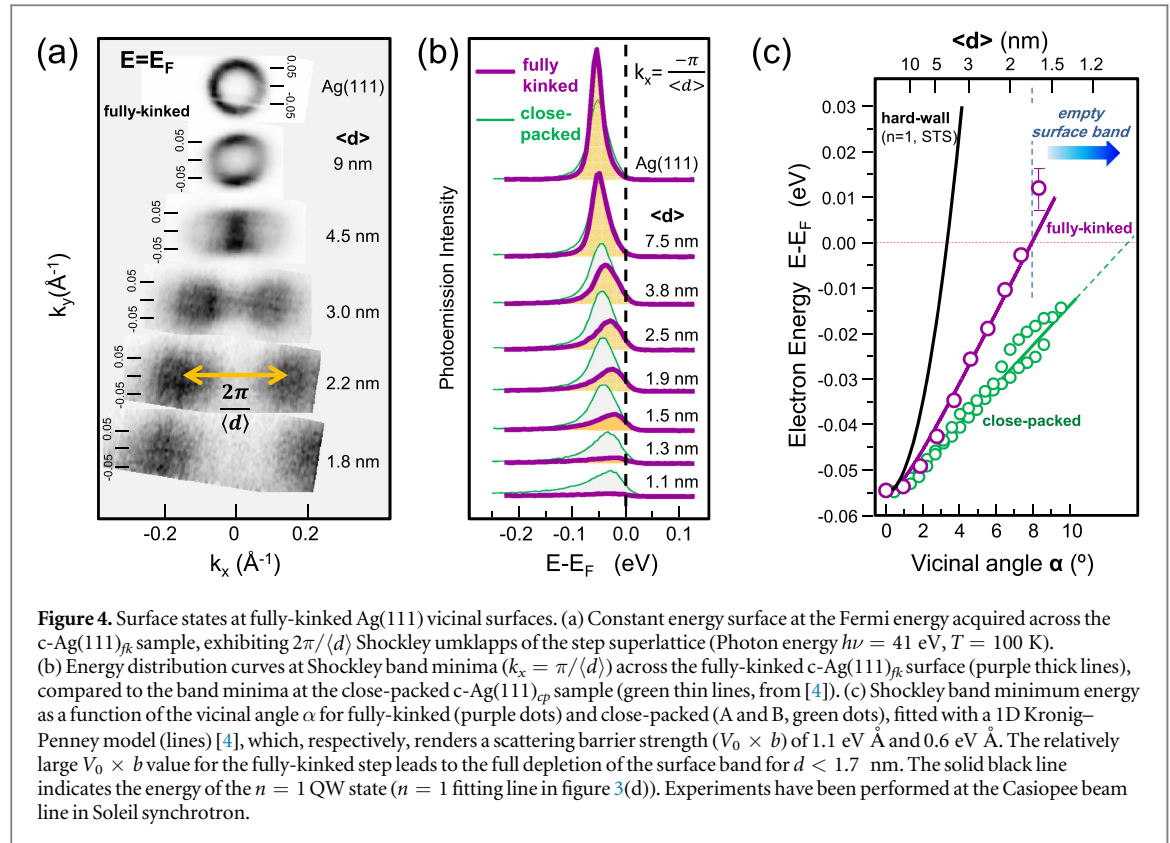 (a)
E=E_F
fully-kinked
0.05
-0.05
Ag(111)
<d>
0.05
-0.05
9 nm
0.05
-0.05
4.5 nm
0.05
-0.05
3.0 nm
0.05
-0.05
2π
⟨d⟩
2.2 nm
0.05
-0.05
1.8 nm
k_y(Å⁻¹)
-0.2
0.0
0.2
k_x (Å⁻¹)
(b)
fully
kinked
close-
packed
k_x= -π
<d>
Ag(111)
<d>
7.5 nm
3.8 nm
2.5 nm
1.9 nm
1.5 nm
1.3 nm
1.1 nm
Photoemission Intensity
-0.2
-0.1
0.0
0.1
E-E_F (eV)
(c)
<d> (nm)
10
5
3
2
1.5
1.2
hard-wall
(n=1, STS)
empty
surface band
fully-kinked
close-packed
Electron Energy E-E_F (eV)
0.03
0.02
0.01
0.00
-0.01
-0.02
-0.03
-0.04
-0.05
-0.06
0
2
4
6
8
10
Vicinal angle α (º)
Figure 4. Surface states at fully-kinked Ag(111) vicinal surfaces. (a) Constant energy surface at the Fermi energy acquired across the
c-Ag(111)_fk sample, exhibiting 2π/⟨d⟩ Shockley umklapps of the step superlattice (Photon energy hν = 41 eV, T = 100 K).
(b) Energy distribution curves at Shockley band minima (k_x = π/⟨d⟩) across the fully-kinked c-Ag(111)_fk surface (purple thick lines),
compared to the band minima at the close-packed c-Ag(111)_cp sample (green thin lines, from [4]). (c) Shockley band minimum energy
as a function of the vicinal angle α for fully-kinked (purple dots) and close-packed (A and B, green dots), fitted with a 1D Kronig–
Penney model (lines) [4], which, respectively, renders a scattering barrier strength (V₀ × b) of 1.1 eV Å and 0.6 eV Å. The relatively
large V₀ × b value for the fully-kinked step leads to the full depletion of the surface band for d < 1.7 nm. The solid black line
indicates the energy of the n = 1 QW state (n = 1 fitting line in figure 3(d)). Experiments have been performed at the Casiopee beam
line in Soleil synchrotron.